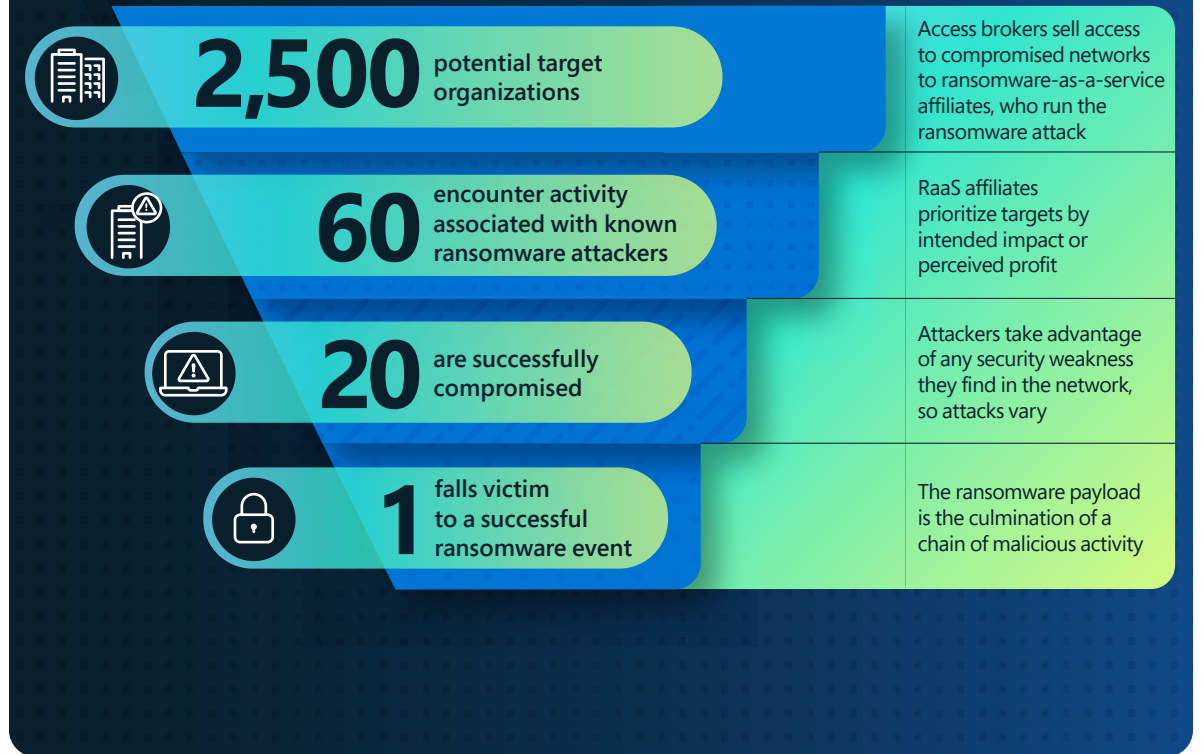 2,500
potential target
organizations
Access brokers sell access
to compromised networks
to ransomware-as-a-service
affiliates, who run the
ransomware attack
60
encounter activity
associated with known
ransomware attackers
RaaS affiliates
prioritize targets by
intended impact or
perceived profit
20
are successfully
compromised
Attackers take advantage
of any security weakness
they find in the network,
so attacks vary
1
falls victim
to a successful
ransomware event
The ransomware payload
is the culmination of a
chain of malicious activity